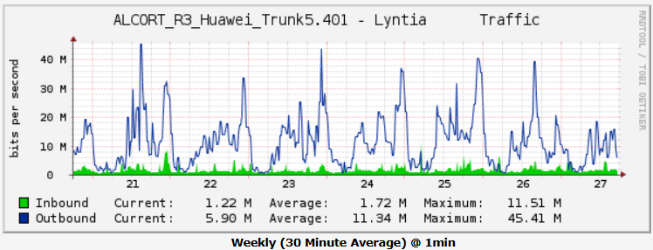 ALCORT_R3_Huawei_Trunk5.401 - Lyntia Traffic
RRDTOOL / TOBI OETIKER
bits per second
40 M
30 M
20 M
10 M
0
21 22 23 24 25 26 27
Inbound Current: 1.22 M Average: 1.72 M Maximum: 11.51 M
Outbound Current: 5.90 M Average: 11.34 M Maximum: 45.41 M
Weekly (30 Minute Average) @ 1min